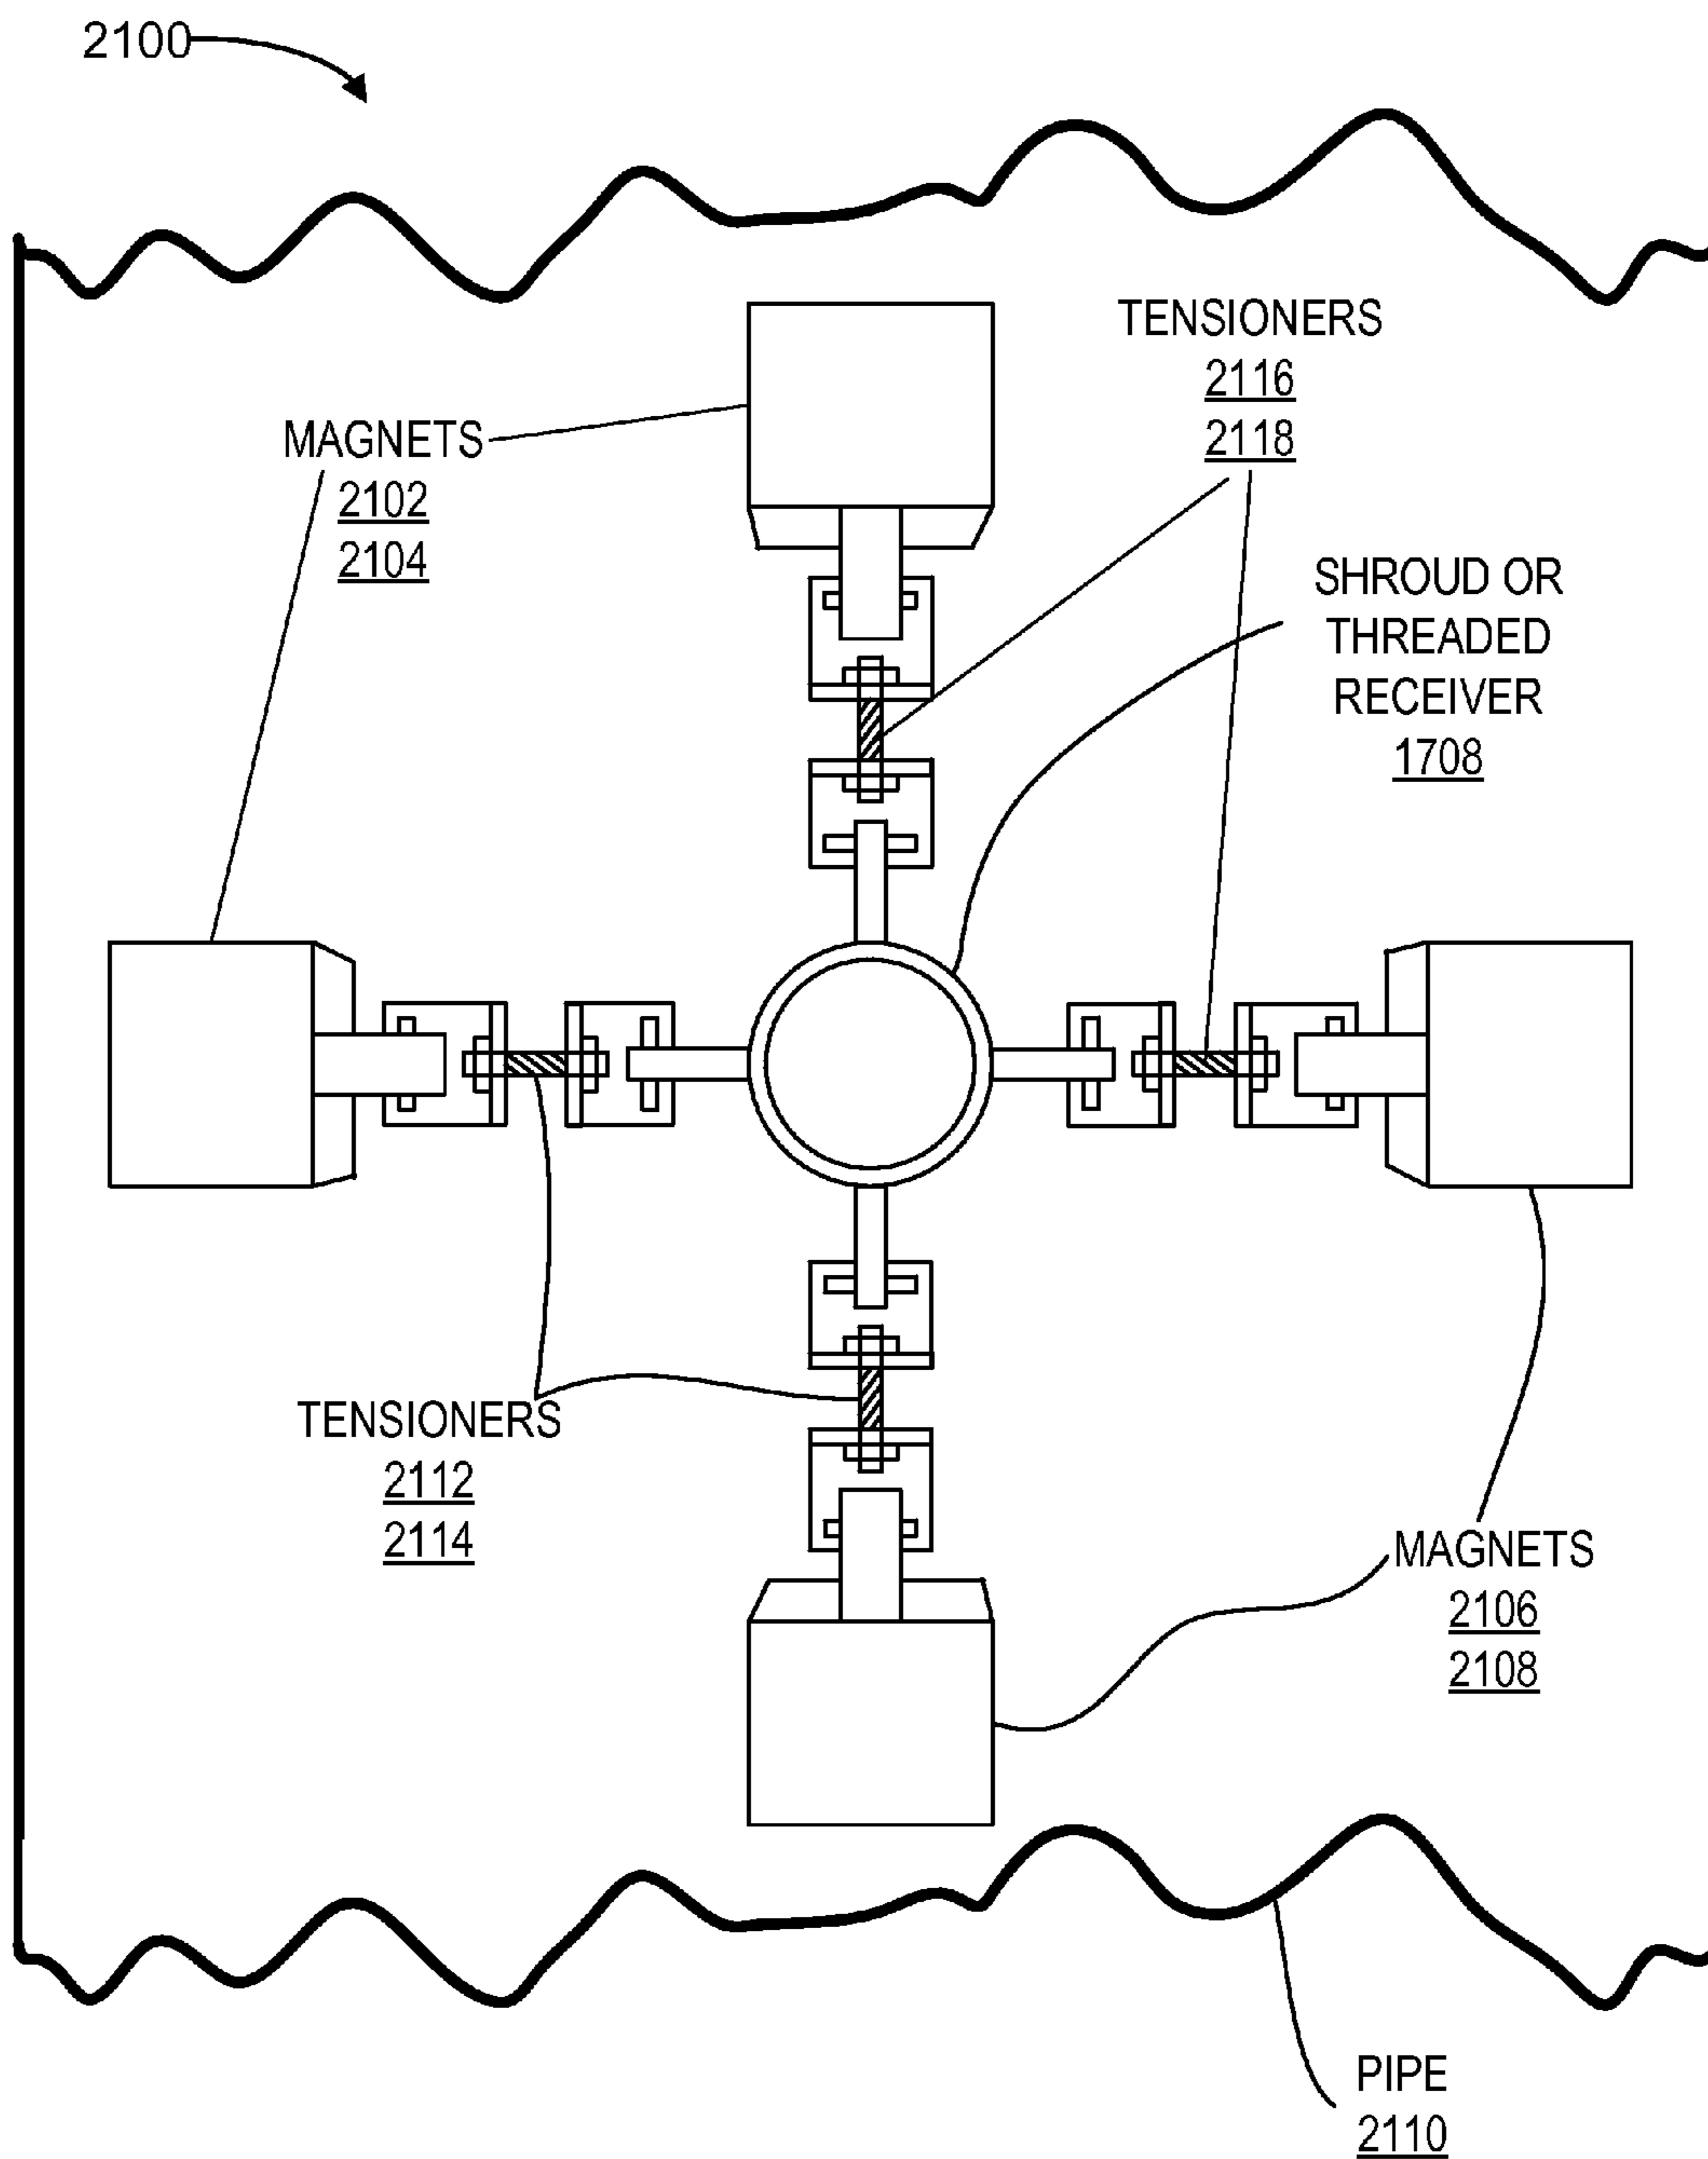 2100
TENSIONERS
2116
2118
MAGNETS
2102
2104
SHROUD OR
THREADED
RECEIVER
1708
TENSIONERS
2112
2114
MAGNETS
2106
2108
PIPE
2110